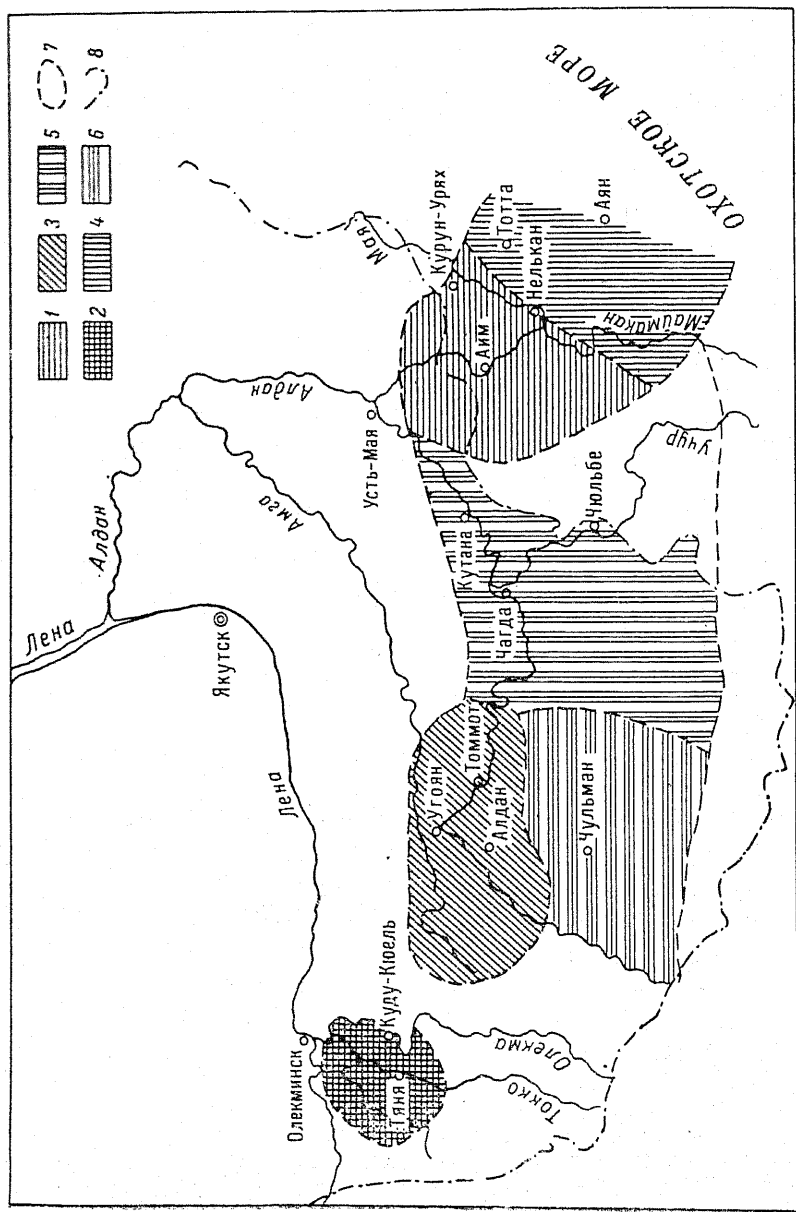 1 3 5 7
2 4 6 8
ОХОТСКОЕ МОРЕ
Лена
Алдан
Алдан
Амга
Лена
Якутск
Усть-Мая
Мая
Курун-Урях
Тотта
Аян
Нелькан
Аим
Маймакан
Учур
Чюльбе
Кутана
Чагда
Томмот
Угоян
Алдан
Чульман
Олекминск
Куду-Кюель
Тяня
Олекма
Токко